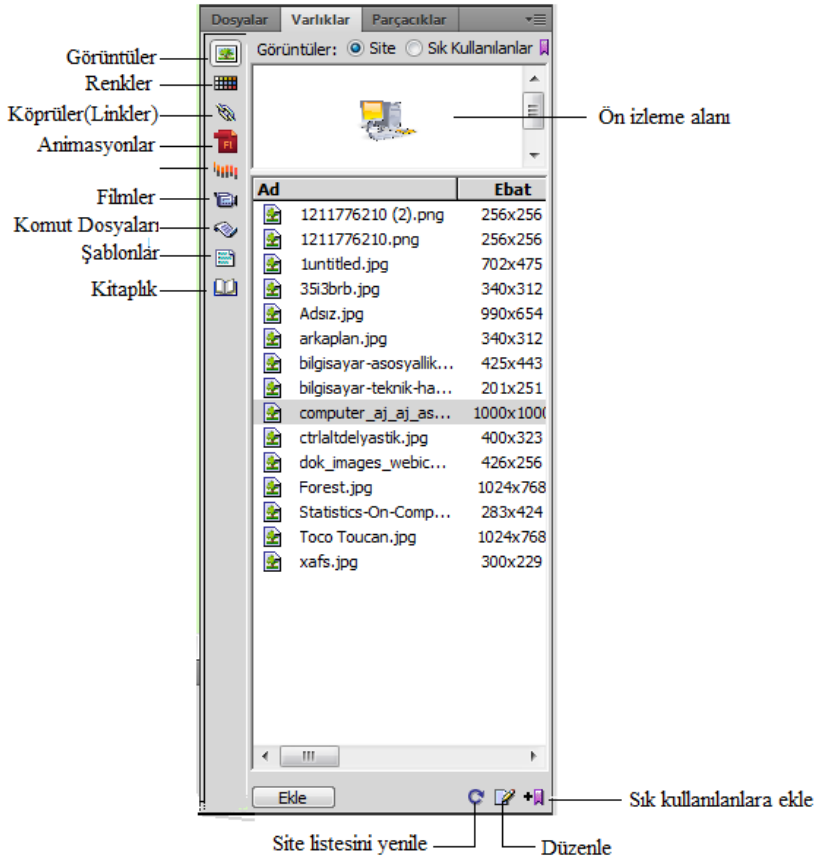 Dosyalar Varlıklar Parçacıklar
Görüntüler: Site Sık Kullanılanlar
Görüntüler
Renkler
Köprüler(Linkler)
Animasyonlar
Filmler
Komut Dosyaları
Şablonlar
Kitaplık
Ön izleme alanı
Ad Ebat
1211776210 (2).png 256x256
1211776210.png 256x256
1untitled.jpg 702x475
35i3brb.jpg 340x312
Adsız.jpg 990x654
arkaplan.jpg 340x312
bilgisayar-asosyallik... 425x443
bilgisayar-teknik-ha... 201x251
computer_aj_aj_as... 1000x1000
ctrlaltdelyastik.jpg 400x323
dok_images_webic... 426x256
Forest.jpg 1024x768
Statistics-On-Comp... 283x424
Toco Toucan.jpg 1024x768
xafs.jpg 300x229
Ekle
Sık kullanılanlara ekle
Site listesini yenile
Düzenle